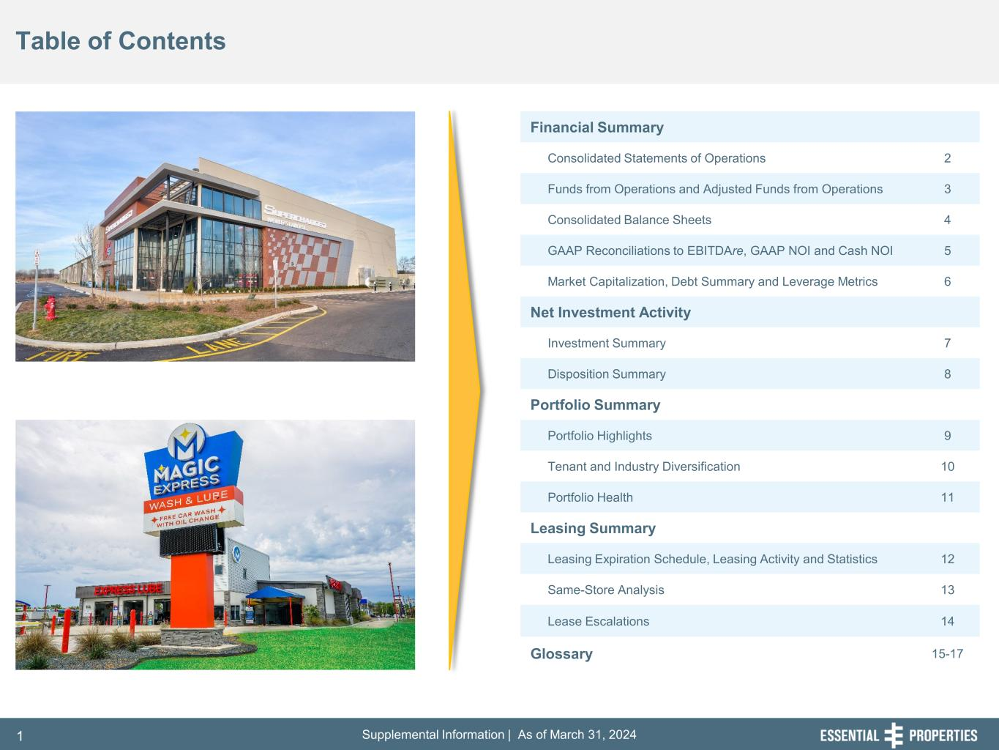 Table of Contents
SUPERCHARGED
SUPERCHARGED
WORLD'S LARGEST
FIRE
LANE
M
MAGIC
EXPRESS
WASH & LUBE
FREE CAR WASH
WITH OIL CHANGE
EXPRESS LUBE
Financial Summary
Consolidated Statements of Operations 2
Funds from Operations and Adjusted Funds from Operations 3
Consolidated Balance Sheets 4
GAAP Reconciliations to EBITDAre, GAAP NOI and Cash NOI 5
Market Capitalization, Debt Summary and Leverage Metrics 6
Net Investment Activity
Investment Summary 7
Disposition Summary 8
Portfolio Summary
Portfolio Highlights 9
Tenant and Industry Diversification 10
Portfolio Health 11
Leasing Summary
Leasing Expiration Schedule, Leasing Activity and Statistics 12
Same-Store Analysis 13
Lease Escalations 14
Glossary 15-17
1
Supplemental Information | As of March 31, 2024
ESSENTIAL PROPERTIES